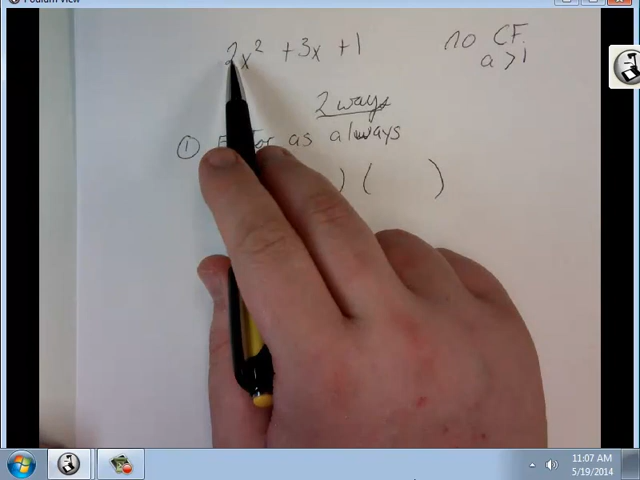 Podium View
2x² + 3x + 1
no CF.
a > 1
2 ways
① as always
) ( )
11:07 AM
5/19/2014